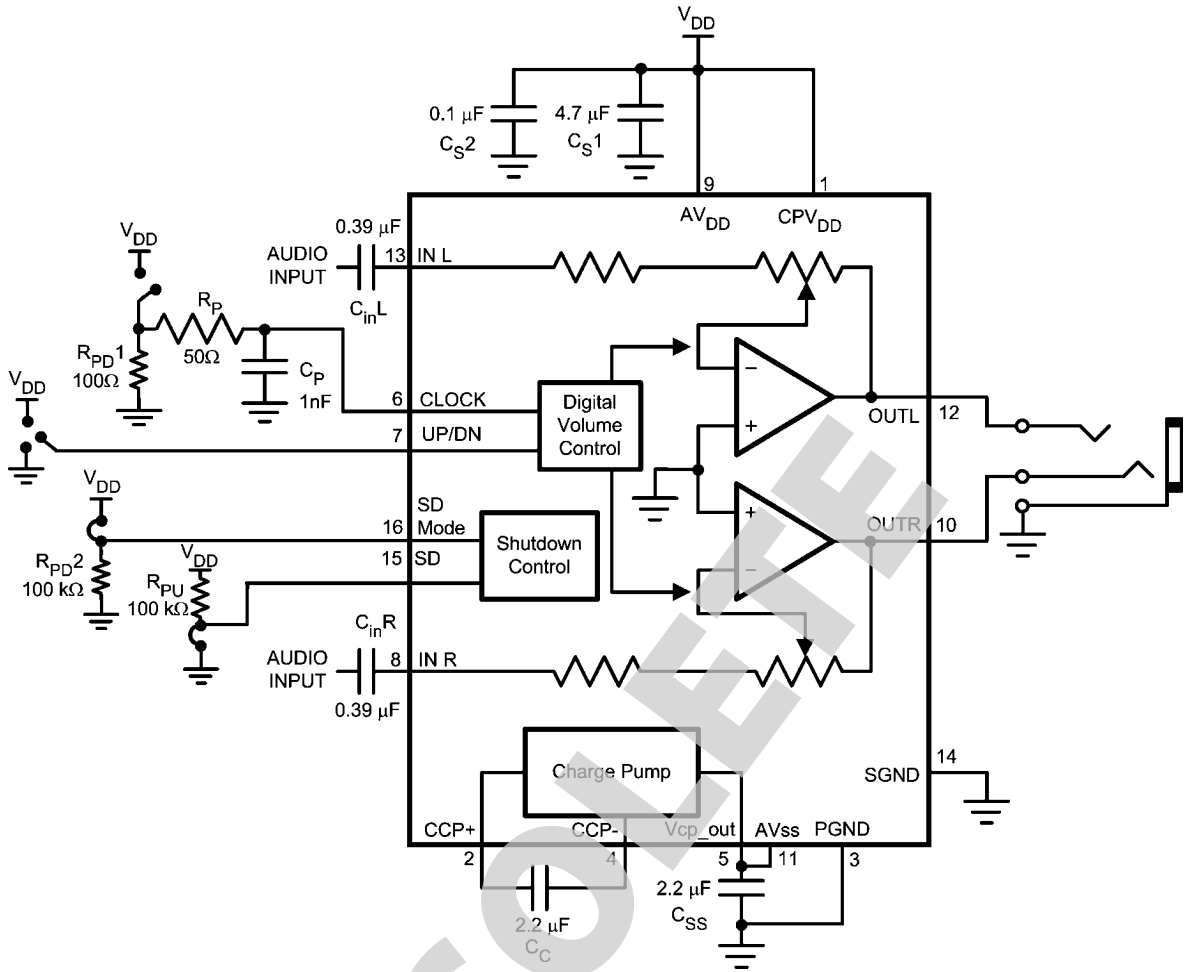 VDD
0.1 µF
CS2
4.7 µF
CS1
9
1
AVDD
CPVDD
VDD
0.39 µF
AUDIO INPUT
13
IN L
CinL
RP
50Ω
RPD1
100Ω
CP
1nF
VDD
6
CLOCK
7
UP/DN
Digital
Volume
Control
−
+
OUTL
12
VDD
SD
Mode
16
15
SD
Shutdown
Control
+
−
OUTR
10
RPD2
100 kΩ
VDD
RPU
100 kΩ
CinR
AUDIO INPUT
8
IN R
0.39 µF
Charge Pump
SGND
14
CCP+
CCP-
Vcp_out
AVss
PGND
2
4
5
11
3
2.2 µF
CC
2.2 µF
CSS
OLETE